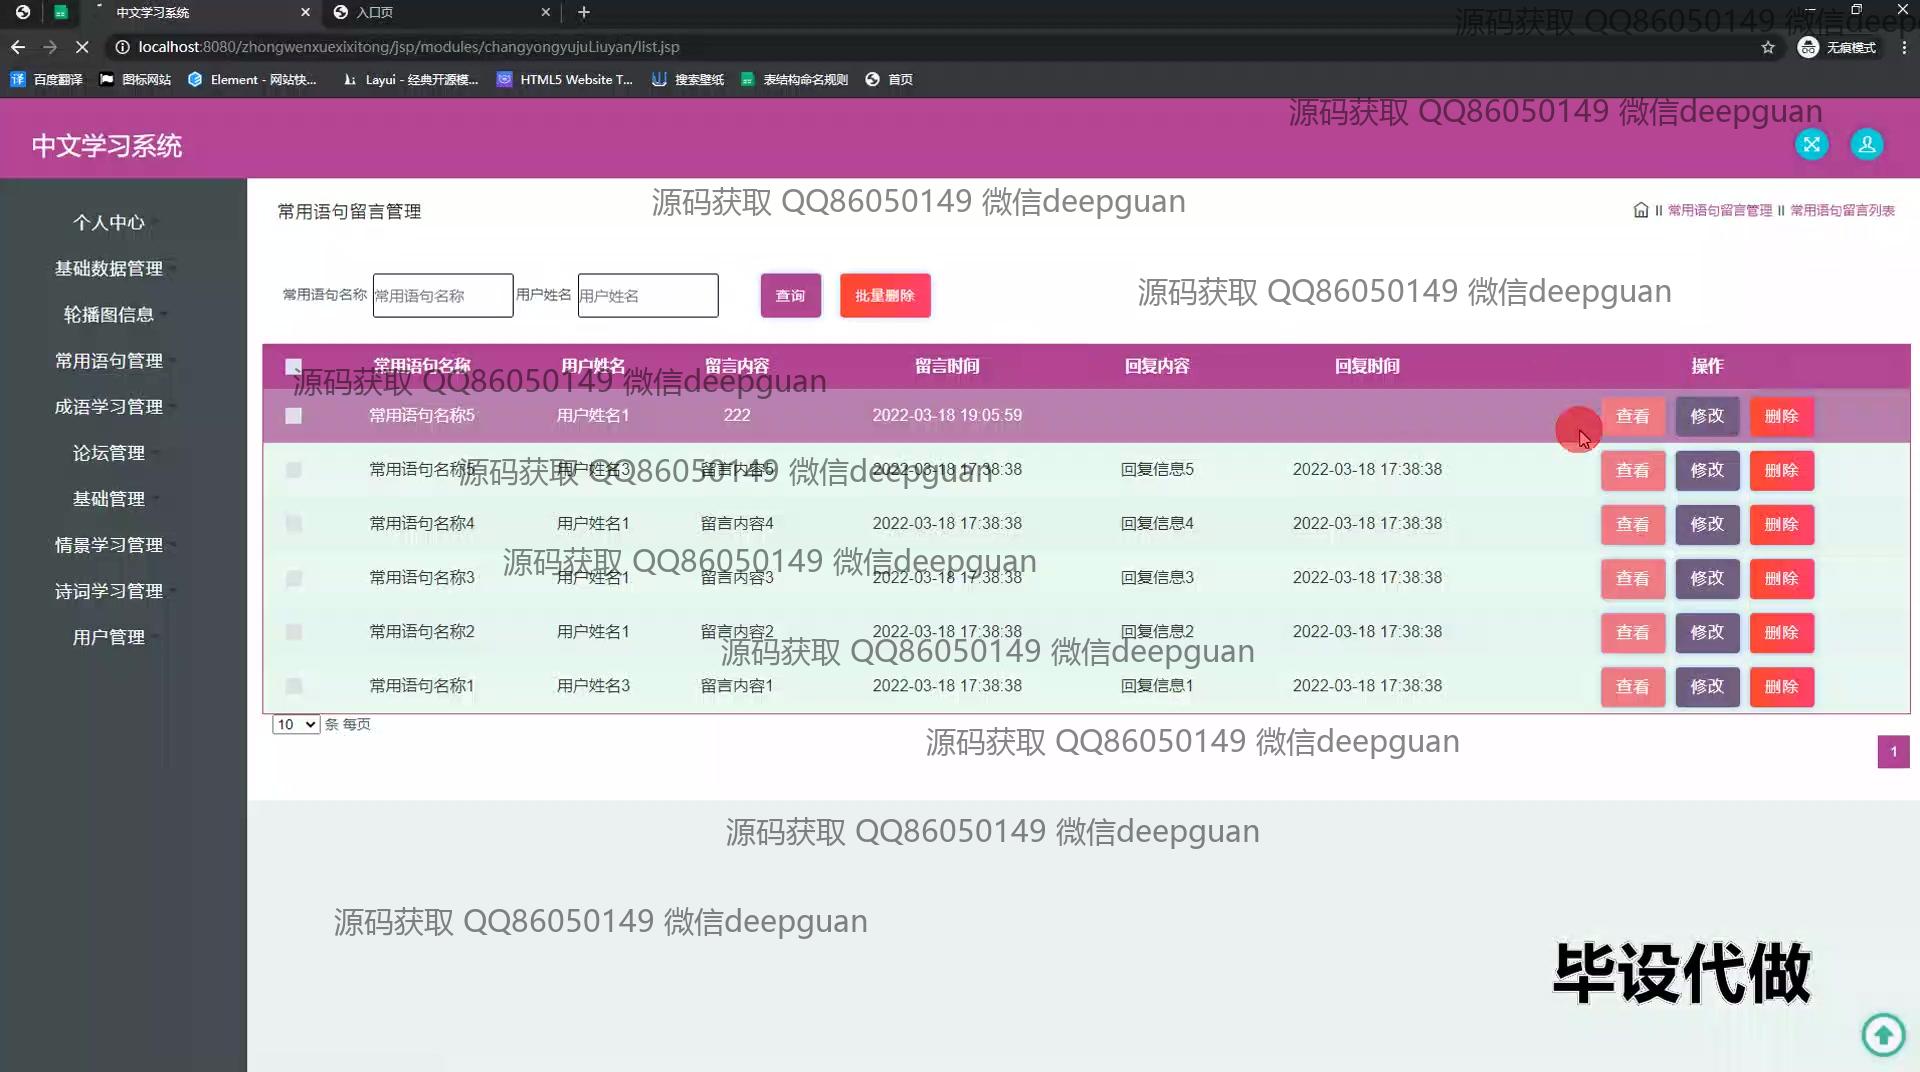 中文学习系统
入口页
源码获取 QQ86050149 微信deep
localhost:8080/zhongwenxuexixitong/jsp/modules/changyongyujuLiuyan/list.jsp
无痕模式
百度翻译 图标网站 Element - 网站快... Layui - 经典开源模... HTML5 Website T... 搜索壁纸 表结构命名规则 首页
源码获取 QQ86050149 微信deepguan
中文学习系统
个人中心
基础数据管理
轮播图信息
常用语句管理
成语学习管理
论坛管理
基础管理
情景学习管理
诗词学习管理
用户管理
常用语句留言管理
源码获取 QQ86050149 微信deepguan
常用语句留言管理 常用语句留言列表
源码获取 QQ86050149 微信deepguan
常用语句名称 常用语句名称 用户姓名 用户姓名 查询 批量删除
常用语句名称 用户姓名 留言内容 留言时间 回复内容 回复时间 操作
源码获取 QQ86050149 微信deepguan
常用语句名称5 用户姓名1 222 2022-03-18 19:05:59 查看 修改 删除
常用语句名称5 用户姓名3 留言内容5 2022-03-18 17:38:38 回复信息5 2022-03-18 17:38:38 查看 修改 删除
源码获取 QQ86050149 微信deepguan
常用语句名称4 用户姓名1 留言内容4 2022-03-18 17:38:38 回复信息4 2022-03-18 17:38:38 查看 修改 删除
源码获取 QQ86050149 微信deepguan
常用语句名称3 用户姓名1 留言内容3 2022-03-18 17:38:38 回复信息3 2022-03-18 17:38:38 查看 修改 删除
常用语句名称2 用户姓名1 留言内容2 2022-03-18 17:38:38 回复信息2 2022-03-18 17:38:38 查看 修改 删除
源码获取 QQ86050149 微信deepguan
常用语句名称1 用户姓名3 留言内容1 2022-03-18 17:38:38 回复信息1 2022-03-18 17:38:38 查看 修改 删除
10 条 每页
源码获取 QQ86050149 微信deepguan
1
源码获取 QQ86050149 微信deepguan
源码获取 QQ86050149 微信deepguan
毕设代做